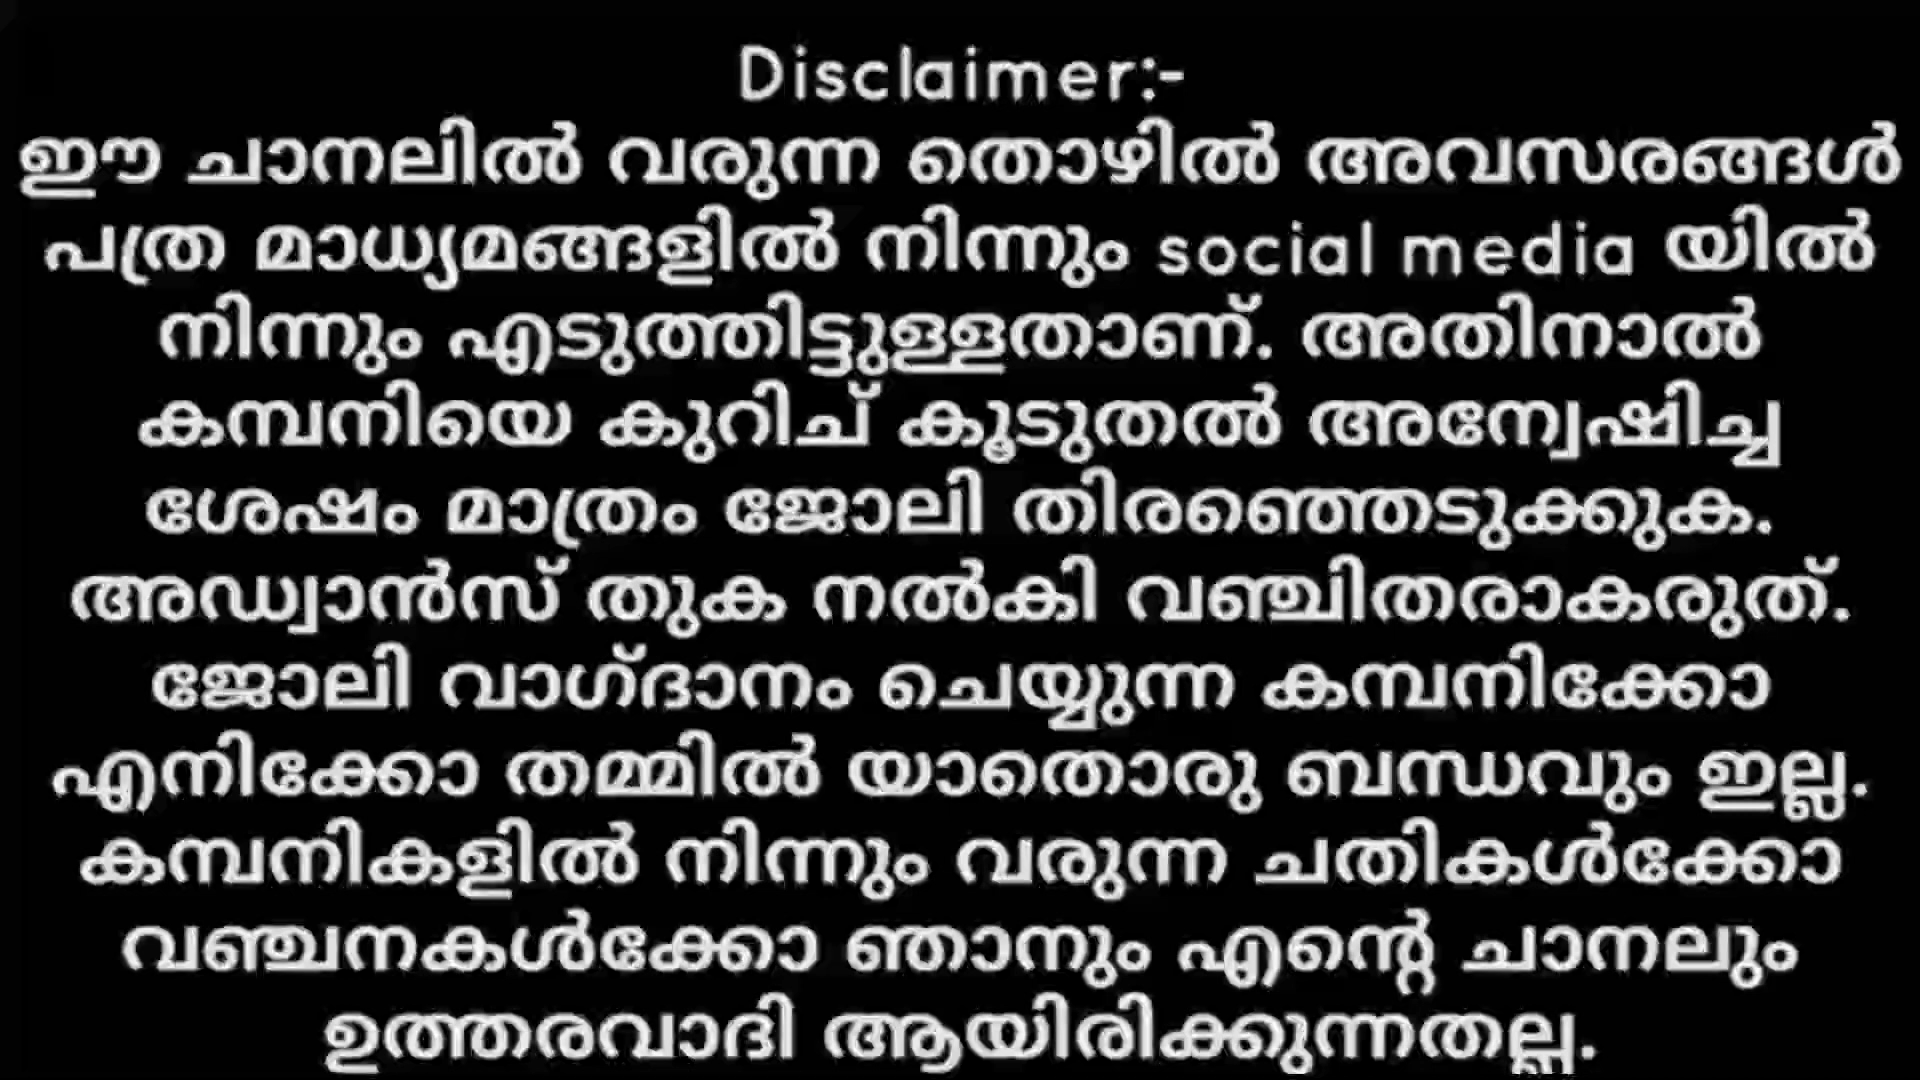 Disclaimer:-
ഈ ചാനലിൽ വരുന്ന തൊഴിൽ അവസരങ്ങൾ
പത്ര മാധ്യമങ്ങളിൽ നിന്നും social media യിൽ
നിന്നും എടുത്തിട്ടുള്ളതാണ്. അതിനാൽ
കമ്പനിയെ കുറിച് കൂടുതൽ അന്വേഷിച്ച
ശേഷം മാത്രം ജോലി തിരഞ്ഞെടുക്കുക.
അഡ്വാൻസ് തുക നൽകി വഞ്ചിതരാകരുത്.
ജോലി വാഗ്ദാനം ചെയ്യുന്ന കമ്പനിക്കോ
എനിക്കോ തമ്മിൽ യാതൊരു ബന്ധവും ഇല്ല.
കമ്പനികളിൽ നിന്നും വരുന്ന ചതികൾക്കോ
വഞ്ചനകൾക്കോ ഞാനും എന്റെ ചാനലും
ഉത്തരവാദി ആയിരിക്കുന്നതല്ല.